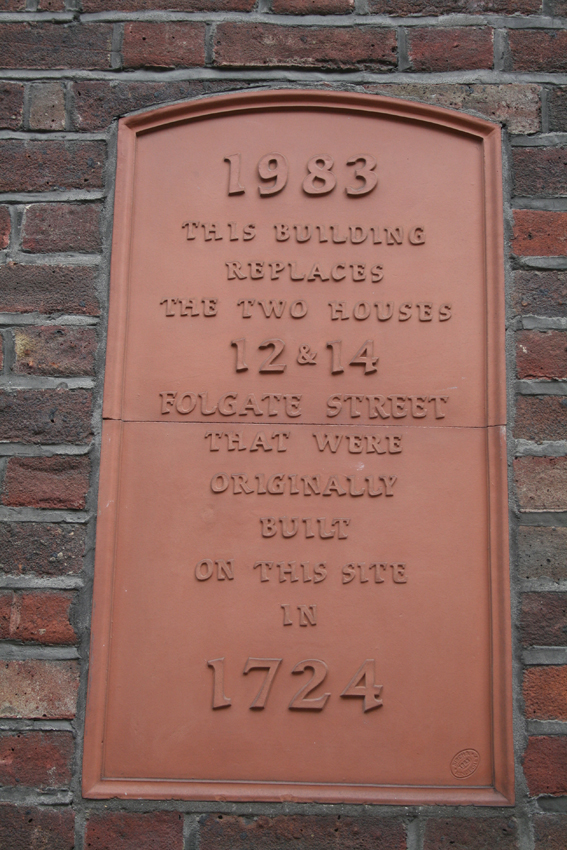 1983
THIS BUILDING
REPLACES
THE TWO HOUSES
12 & 14
FOLGATE STREET
THAT WERE
ORIGINALLY
BUILT
ON THIS SITE
IN
1724